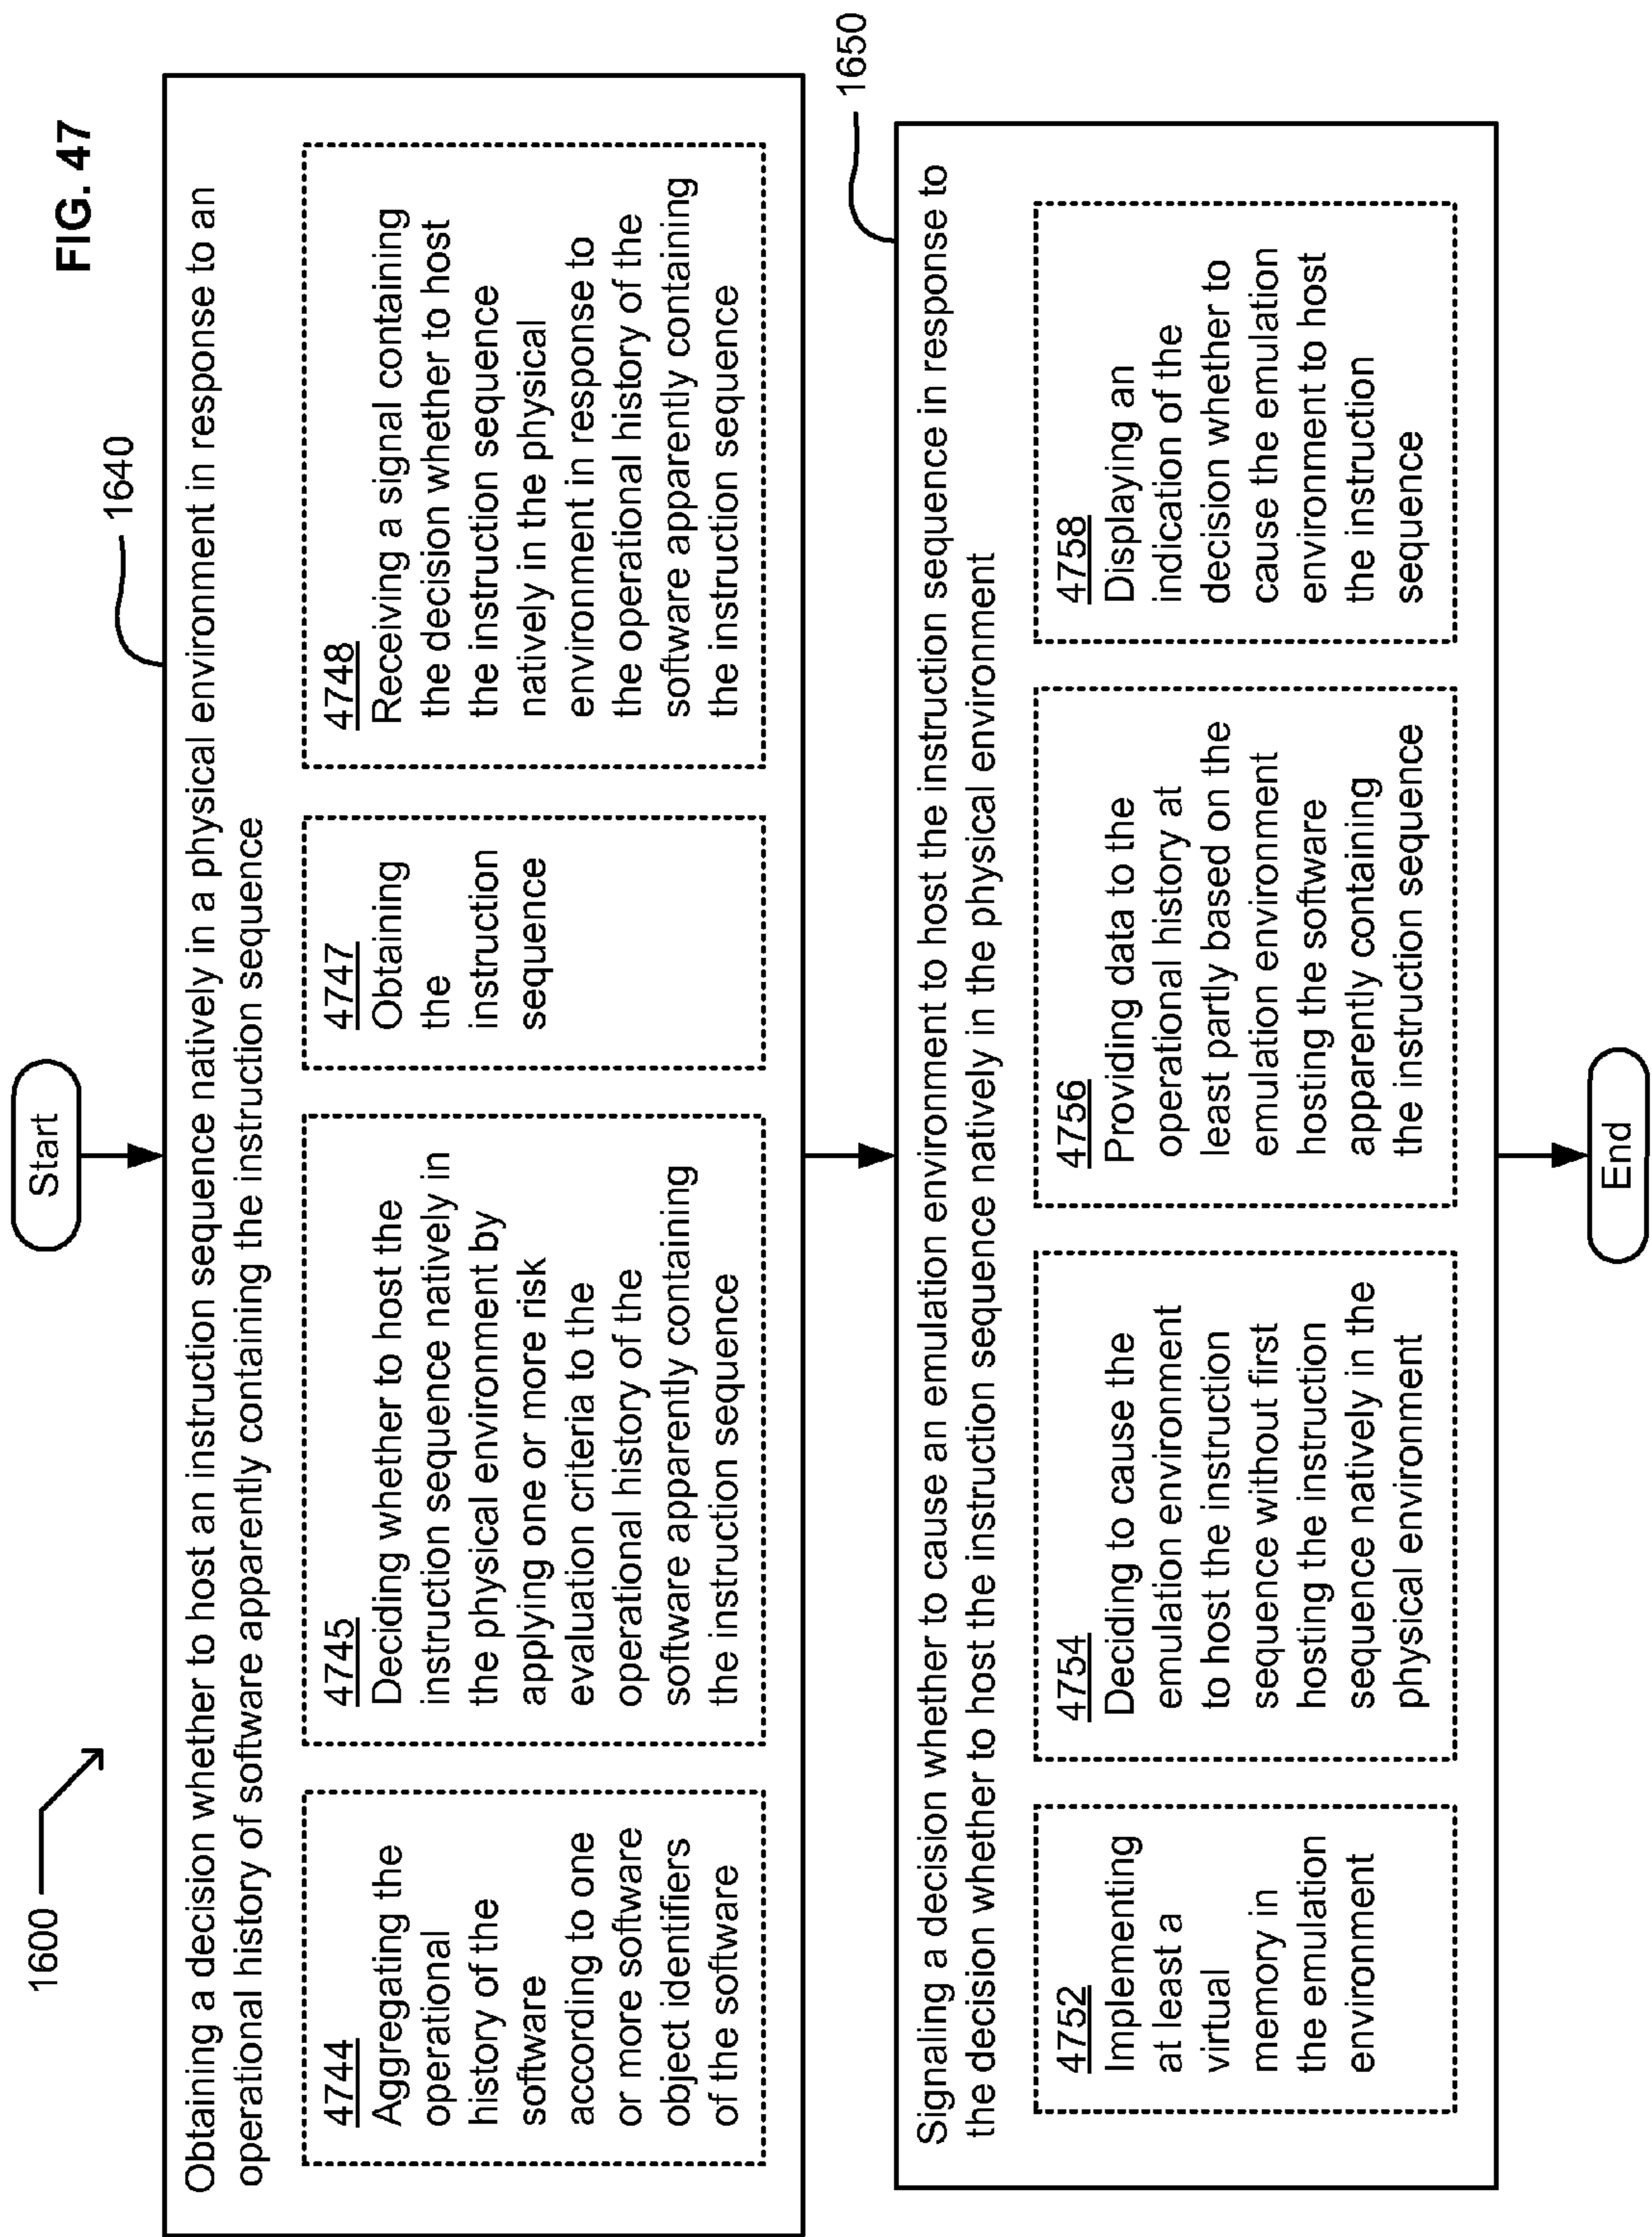 FIG. 47
1600
Start
1640
Obtaining a decision whether to host an instruction sequence natively in a physical environment in response to an
operational history of software apparently containing the instruction sequence
4744
Aggregating the
operational
history of the
software
according to one
or more software
object identifiers
of the software
4745
Deciding whether to host the
instruction sequence natively in
the physical environment by
applying one or more risk
evaluation criteria to the
operational history of the
software apparently containing
the instruction sequence
4747
Obtaining
the
instruction
sequence
4748
Receiving a signal containing
the decision whether to host
the instruction sequence
natively in the physical
environment in response to
the operational history of the
software apparently containing
the instruction sequence
1650
Signaling a decision whether to cause an emulation environment to host the instruction sequence in response to
the decision whether to host the instruction sequence natively in the physical environment
4752
Implementing
at least a
virtual
memory in
the emulation
environment
4754
Deciding to cause the
emulation environment
to host the instruction
sequence without first
hosting the instruction
sequence natively in the
physical environment
4756
Providing data to the
operational history at
least partly based on the
emulation environment
hosting the software
apparently containing
the instruction sequence
4758
Displaying an
indication of the
decision whether to
cause the emulation
environment to host
the instruction
sequence
End